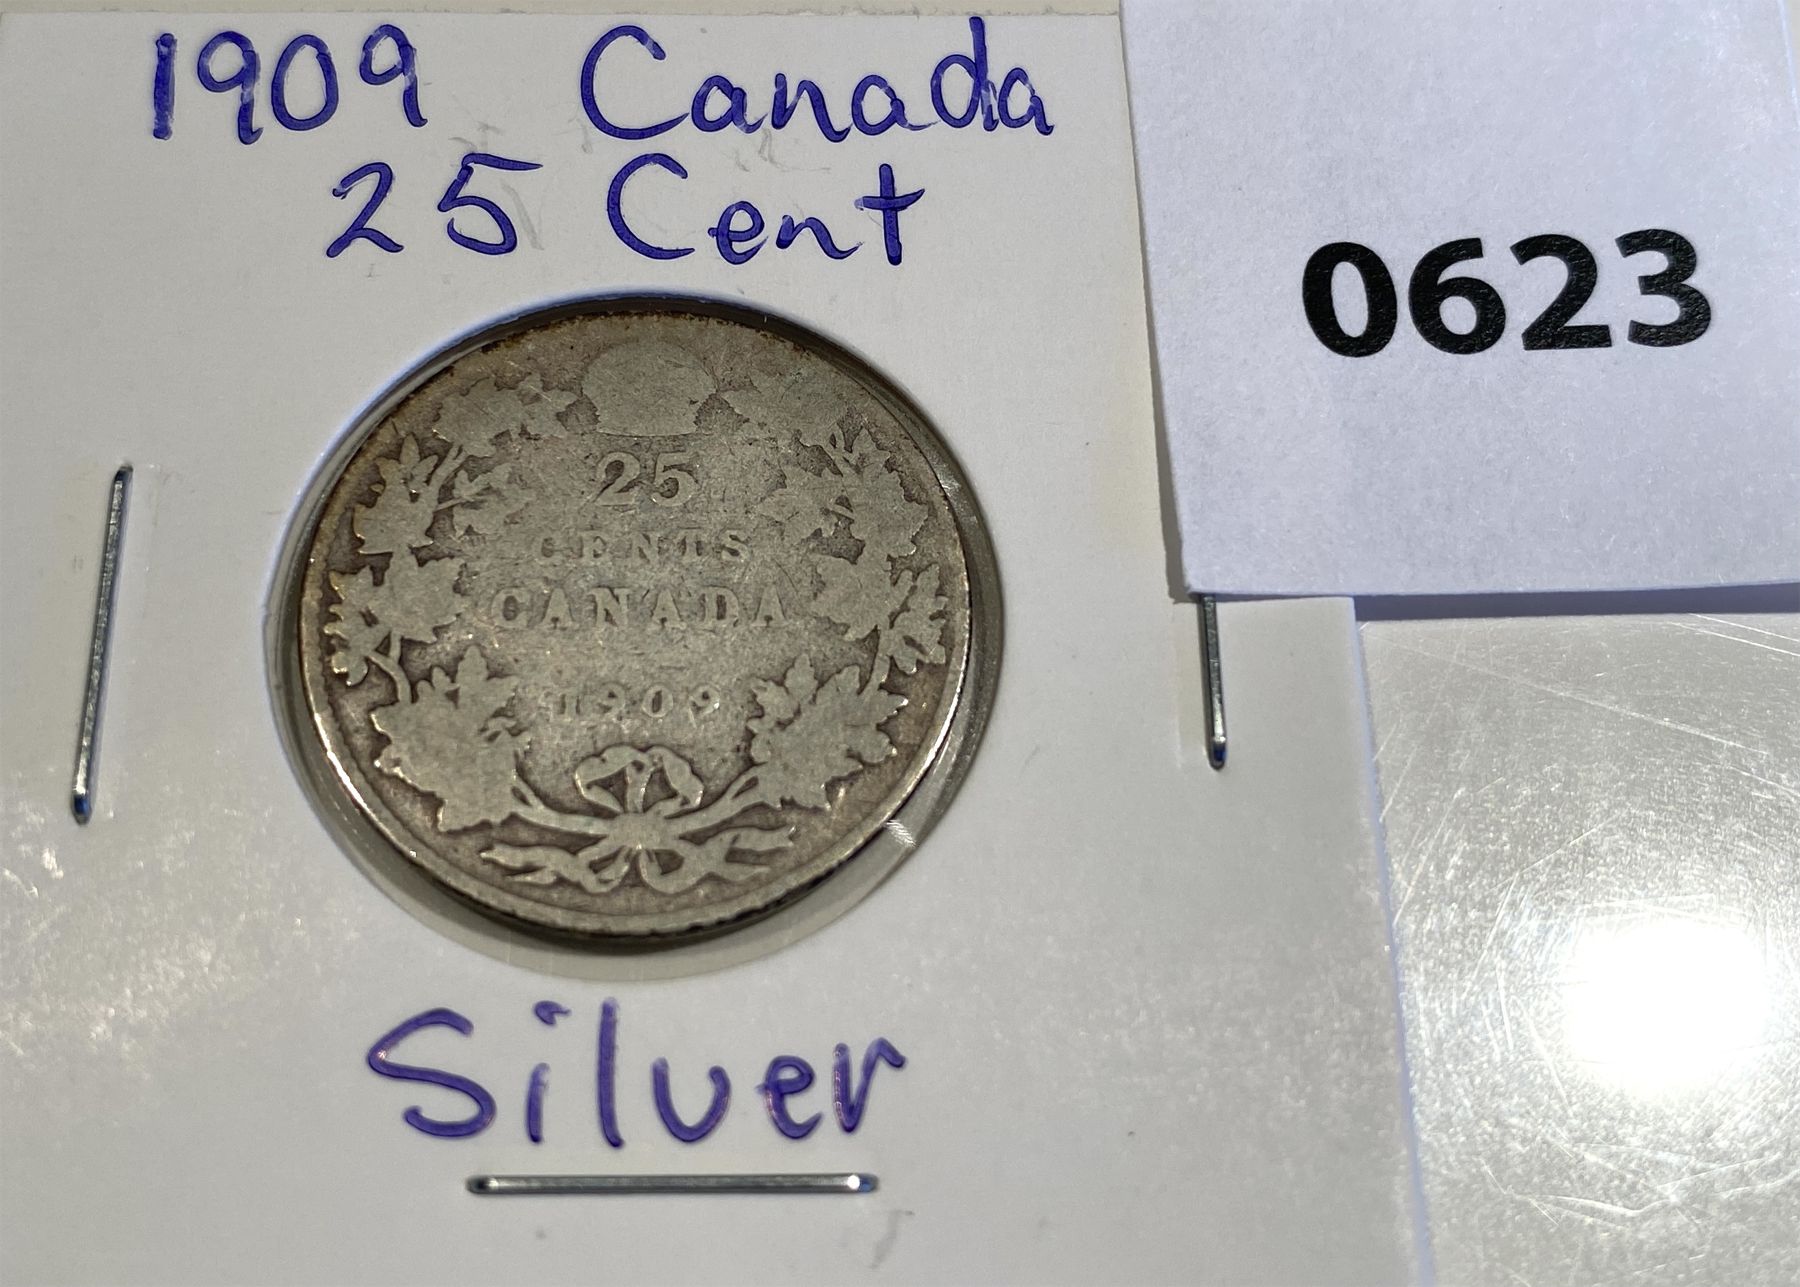 1909 Canada
25 Cent
0623
25
CENTS
CANADA
1909
Silver